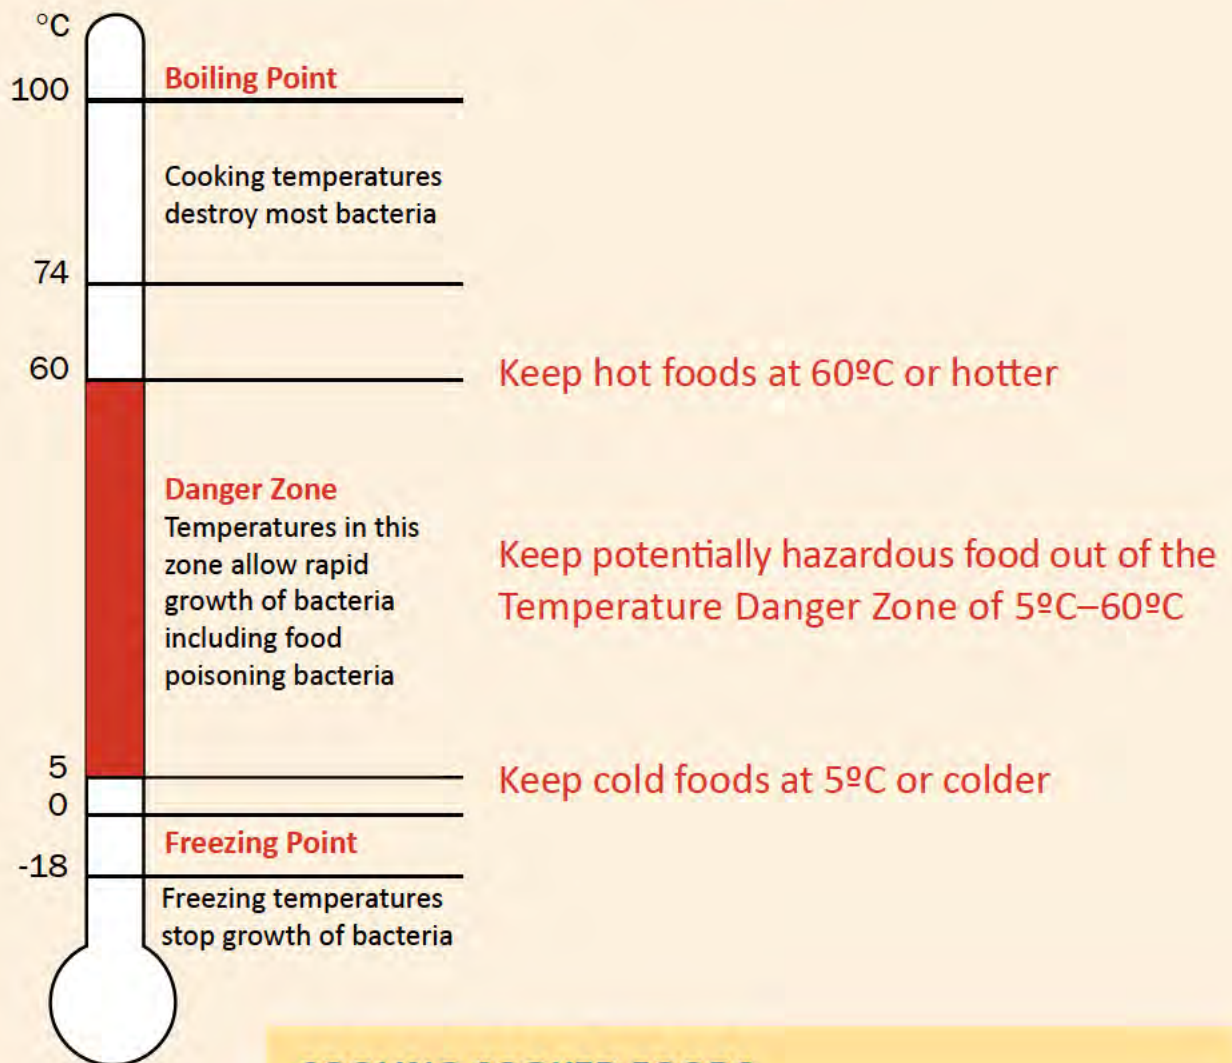 °C
100
Boiling Point
Cooking temperatures
destroy most bacteria
74
60
Keep hot foods at 60ºC or hotter
Danger Zone
Temperatures in this
zone allow rapid
growth of bacteria
including food
poisoning bacteria
Keep potentially hazardous food out of the
Temperature Danger Zone of 5ºC–60ºC
5
Keep cold foods at 5ºC or colder
0
Freezing Point
-18
Freezing temperatures
stop growth of bacteria